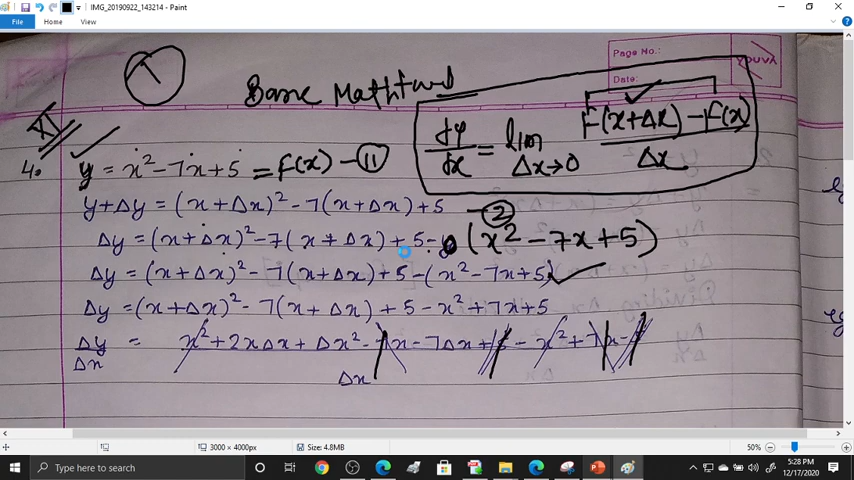 IMG_20190922_143214 - Paint
File Home View
Page No.:
Date:
YOUVA
1
Basic Method
dy/dx = lim Δx→0 F(x+Δx) - F(x) / Δx
4. y = x² - 7x + 5 = f(x) - ①
y + Δy = (x + Δx)² - 7(x + Δx) + 5 - ②
Δy = (x + Δx)² - 7(x + Δx) + 5 - y (x² - 7x + 5)
Δy = (x + Δx)² - 7(x + Δx) + 5 - (x² - 7x + 5)
Δy = (x + Δx)² - 7(x + Δx) + 5 - x² + 7x + 5
Δy/Δx = x² + 2xΔx + Δx² - 7x - 7Δx + 5 - x² + 7x - 5
Δx
3000 × 4000px Size: 4.8MB 50%
Type here to search
5:28 PM
12/17/2020